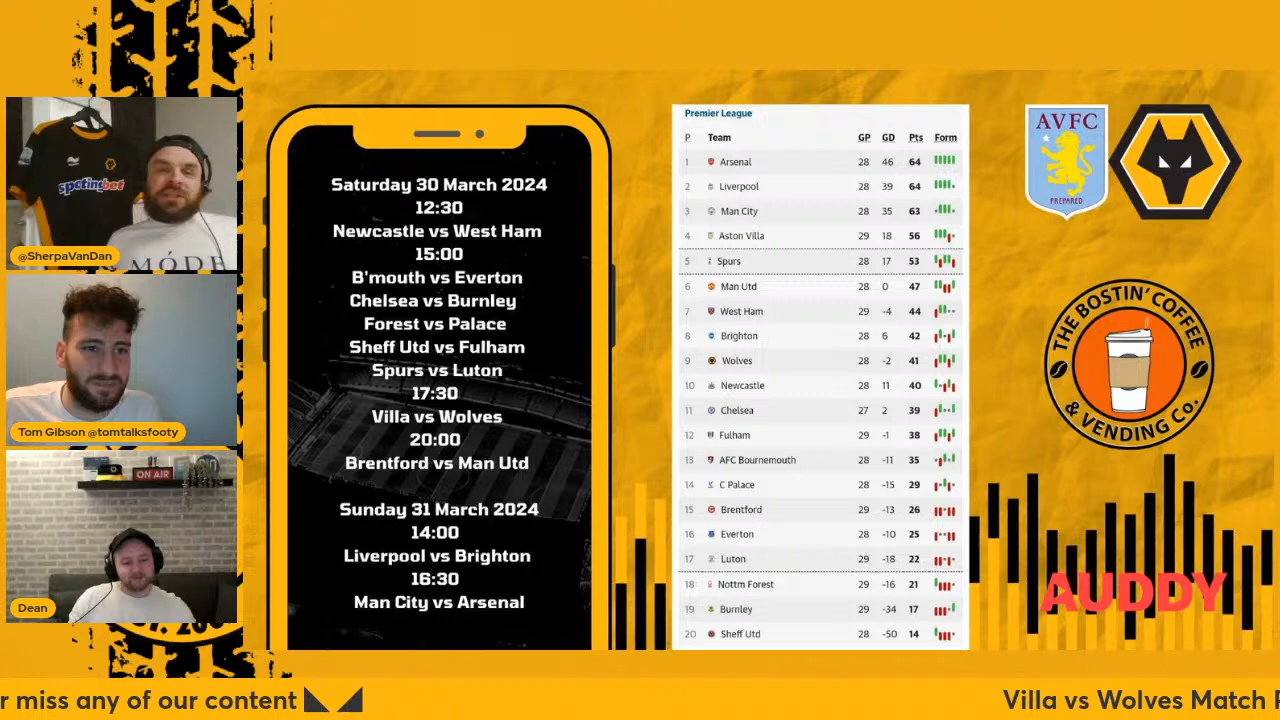 spotingbet
MÓDE
@SherpaVanDan
Tom Gibson @tomtalksfooty
ON AIR
Dean
Saturday 30 March 2024
12:30
Newcastle vs West Ham
15:00
B'mouth vs Everton
Chelsea vs Burnley
Forest vs Palace
Sheff Utd vs Fulham
Spurs vs Luton
17:30
Villa vs Wolves
20:00
Brentford vs Man Utd
Sunday 31 March 2024
14:00
Liverpool vs Brighton
16:30
Man City vs Arsenal
Premier League
P Team GP GD Pts Form
1 Arsenal 28 46 64
2 Liverpool 28 39 64
3 Man City 28 35 63
4 Aston Villa 29 18 56
5 Spurs 28 17 53
6 Man Utd 28 0 47
7 West Ham 29 -4 44
8 Brighton 28 6 42
9 Wolves 28 -2 41
10 Newcastle 28 11 40
11 Chelsea 27 2 39
12 Fulham 29 -1 38
13 AFC Bournemouth 28 -11 35
14 C Palace 28 -15 29
15 Brentford 29 -13 26
16 Everton 28 -10 25
17 Luton 29 -18 22
18 Nottm Forest 29 -16 21
19 Burnley 29 -34 17
20 Sheff Utd 28 -50 14
AVFC
PREPARED
THE BOSTIN' COFFEE
& VENDING CO.
AUDDY
r miss any of our content
Villa vs Wolves Match